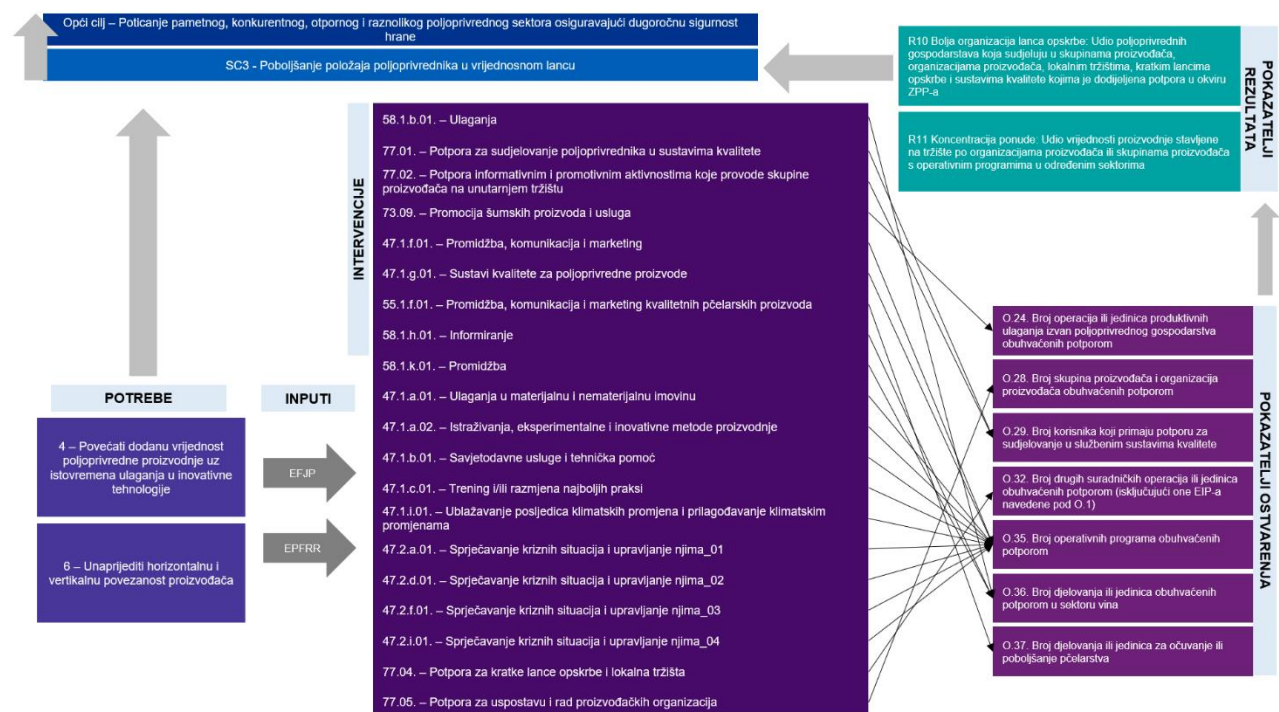 Opći cilj – Poticanje pametnog, konkurentnog, otpornog i raznolikog poljoprivrednog sektora osiguravajući dugoročnu sigurnost
hrane
SC3 - Poboljšanje položaja poljoprivrednika u vrijednosnom lancu
R10 Bolja organizacija lanca opskrbe: Udio poljoprivrednih
gospodarstava koja sudjeluju u skupinama proizvođača,
organizacijama proizvođača, lokalnim tržištima, kratkim lancima
opskrbe i sustavima kvalitete kojima je dodijeljena potpora u okviru
ZPP-a
R11 Koncentracija ponude: Udio vrijednosti proizvodnje stavljene
na tržište po organizacijama proizvođača ili skupinama proizvođača
s operativnim programima u određenim sektorima
POKAZATELJI
REZULTATA
INTERVENCIJE
58.1.b.01. – Ulaganja
77.01. – Potpora za sudjelovanje poljoprivrednika u sustavima kvalitete
77.02. – Potpora informativnim i promotivnim aktivnostima koje provode skupine
proizvođača na unutarnjem tržištu
73.09. – Promocija šumskih proizvoda i usluga
47.1.f.01. – Promidžba, komunikacija i marketing
47.1.g.01. – Sustavi kvalitete za poljoprivredne proizvode
55.1.f.01. – Promidžba, komunikacija i marketing kvalitetnih pčelarskih proizvoda
58.1.h.01. – Informiranje
58.1.k.01. – Promidžba
47.1.a.01. – Ulaganja u materijalnu i nematerijalnu imovinu
47.1.a.02. – Istraživanja, eksperimentalne i inovativne metode proizvodnje
47.1.b.01. – Savjetodavne usluge i tehnička pomoć
47.1.c.01. – Trening i/ili razmjena najboljih praksi
47.1.i.01. – Ublažavanje posljedica klimatskih promjena i prilagođavanje klimatskim
promjenama
47.2.a.01. – Sprječavanje kriznih situacija i upravljanje njima_01
47.2.d.01. – Sprječavanje kriznih situacija i upravljanje njima_02
47.2.f.01. – Sprječavanje kriznih situacija i upravljanje njima_03
47.2.i.01. – Sprječavanje kriznih situacija i upravljanje njima_04
77.04. – Potpora za kratke lance opskrbe i lokalna tržišta
77.05. – Potpora za uspostavu i rad proizvođačkih organizacija
POTREBE
4 – Povećati dodanu vrijednost
poljoprivredne proizvodnje uz
istovremena ulaganja u inovativne
tehnologije
6 – Unaprijediti horizontalnu i
vertikalnu povezanost proizvođača
INPUTI
EFJP
EPFRR
O.24. Broj operacija ili jedinica produktivnih
ulaganja izvan poljoprivrednog gospodarstva
obuhvaćenih potporom
O.28. Broj skupina proizvođača i organizacija
proizvođača obuhvaćenih potporom
O.29. Broj korisnika koji primaju potporu za
sudjelovanje u službenim sustavima kvalitete
O.32. Broj drugih suradničkih operacija ili jedinica
obuhvaćenih potporom (isključujući one EIP-a
navedene pod O.1)
O.35. Broj operativnih programa obuhvaćenih
potporom
O.36. Broj djelovanja ili jedinica obuhvaćenih
potporom u sektoru vina
O.37. Broj djelovanja ili jedinica za očuvanje ili
poboljšanje pčelarstva
POKAZATELJI OSTVARENJA